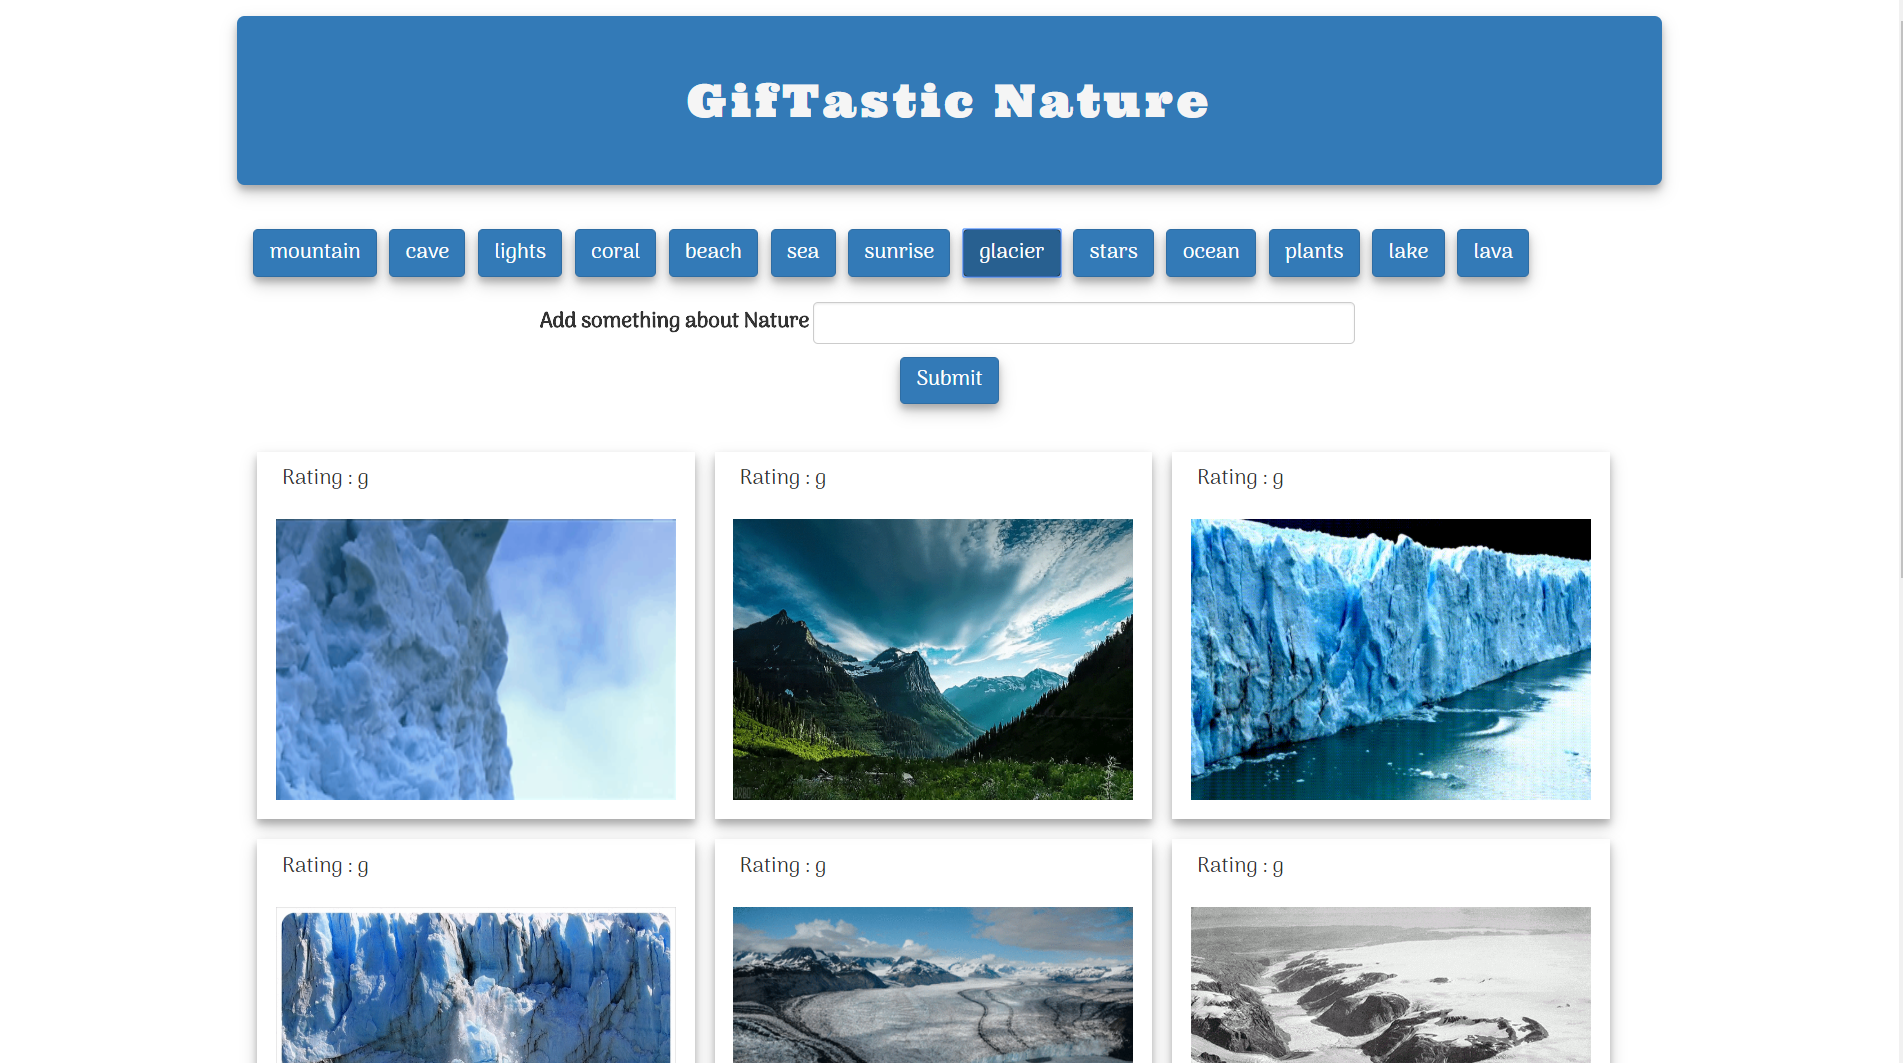 GifTastic Nature
mountain cave lights coral beach sea sunrise glacier stars ocean plants lake lava
Add something about Nature
Submit
Rating : g Rating : g Rating : g
Rating : g Rating : g Rating : g